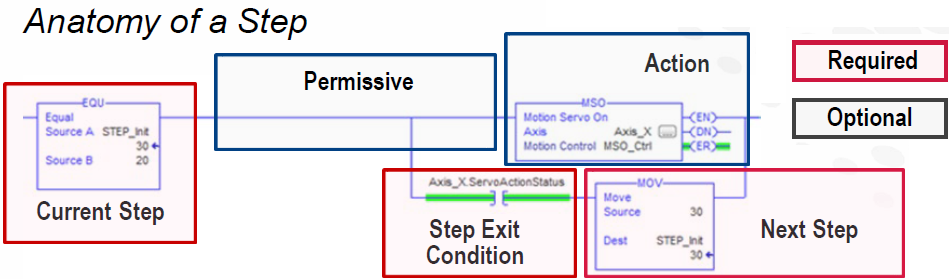 Anatomy of a Step
Permissive
Action
Required
Optional
EQU
Equal
Source A STEP_Init
30
Source B 20
Current Step
MSO
Motion Servo On
Axis Axis_X ...
Motion Control MSO_Ctrl
(EN)
(DN)
(ER)
Axis_X.ServoActionStatus
Step Exit
Condition
MOV
Move
Source 30
Dest STEP_Init
30
Next Step